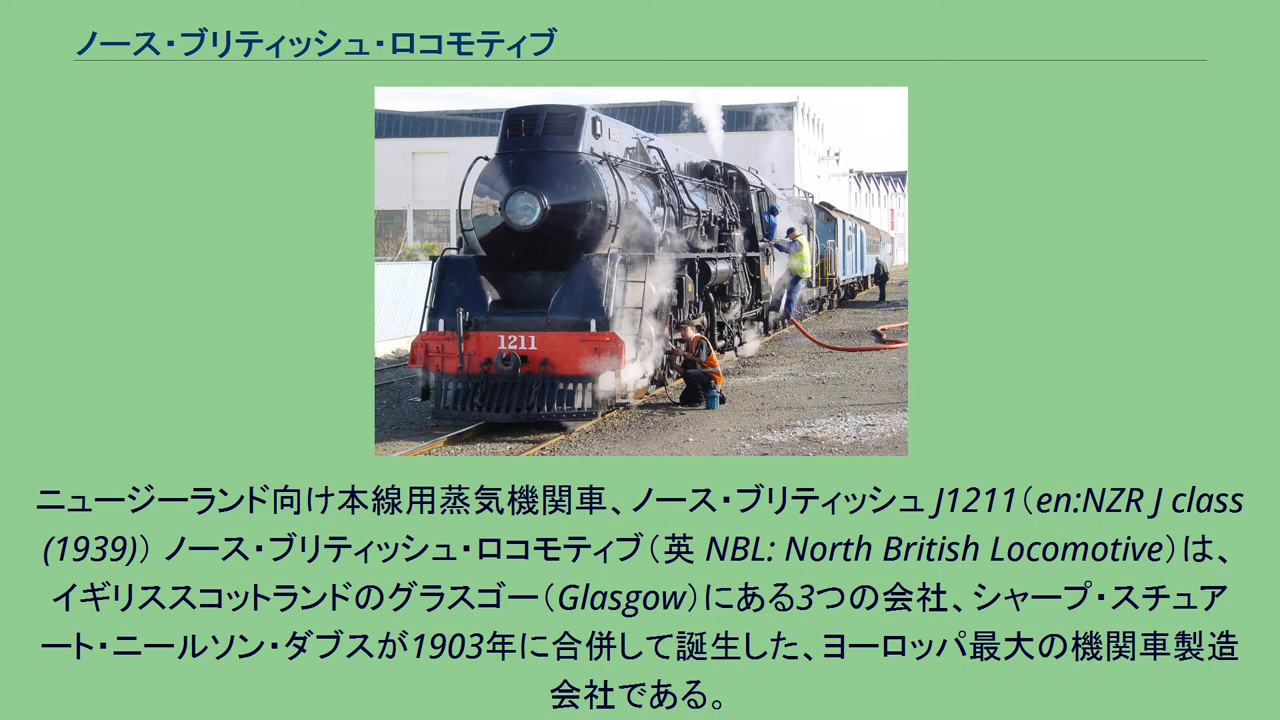 ノース・ブリティッシュ・ロコモティブ
1211
ニュージーランド向け本線用蒸気機関車、ノース・ブリティッシュ J1211（en:NZR J class
(1939)） ノース・ブリティッシュ・ロコモティブ（英 NBL: North British Locomotive）は、
イギリススコットランドのグラスゴー（Glasgow）にある3つの会社、シャープ・スチュア
ート・ニールソン・ダブスが1903年に合併して誕生した、ヨーロッパ最大の機関車製造
会社である。